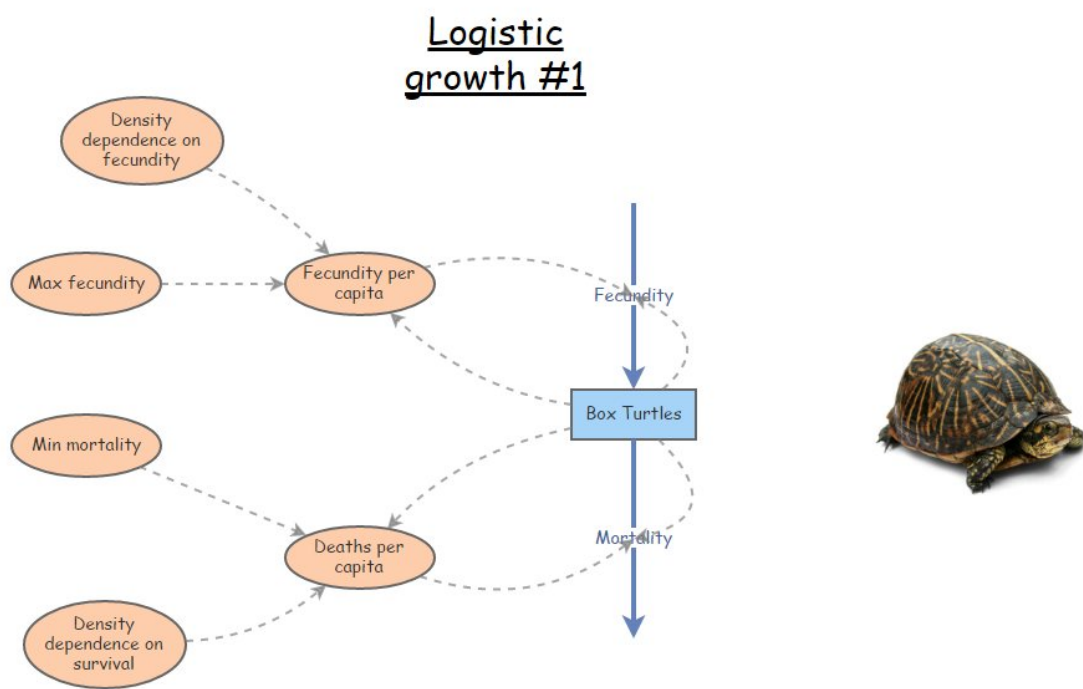 Logistic
growth #1
Density
dependence on
fecundity
Max fecundity
Fecundity per
capita
Fecundity
Box Turtles
Min mortality
Mortality
Deaths per
capita
Density
dependence on
survival